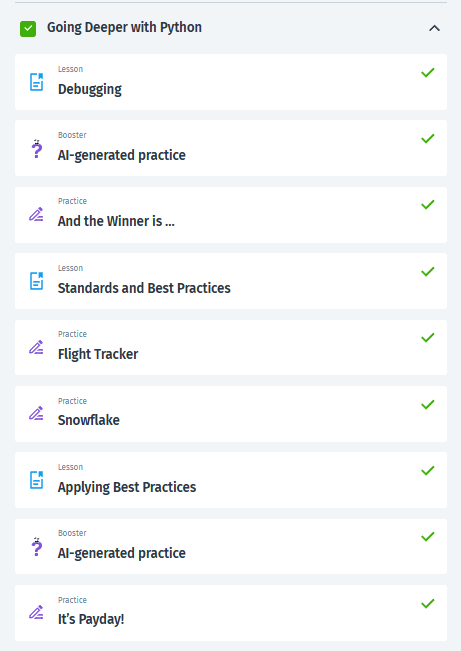 Going Deeper with Python
Lesson
Debugging
Booster
AI-generated practice
Practice
And the Winner is ...
Lesson
Standards and Best Practices
Practice
Flight Tracker
Practice
Snowflake
Lesson
Applying Best Practices
Booster
AI-generated practice
Practice
It's Payday!